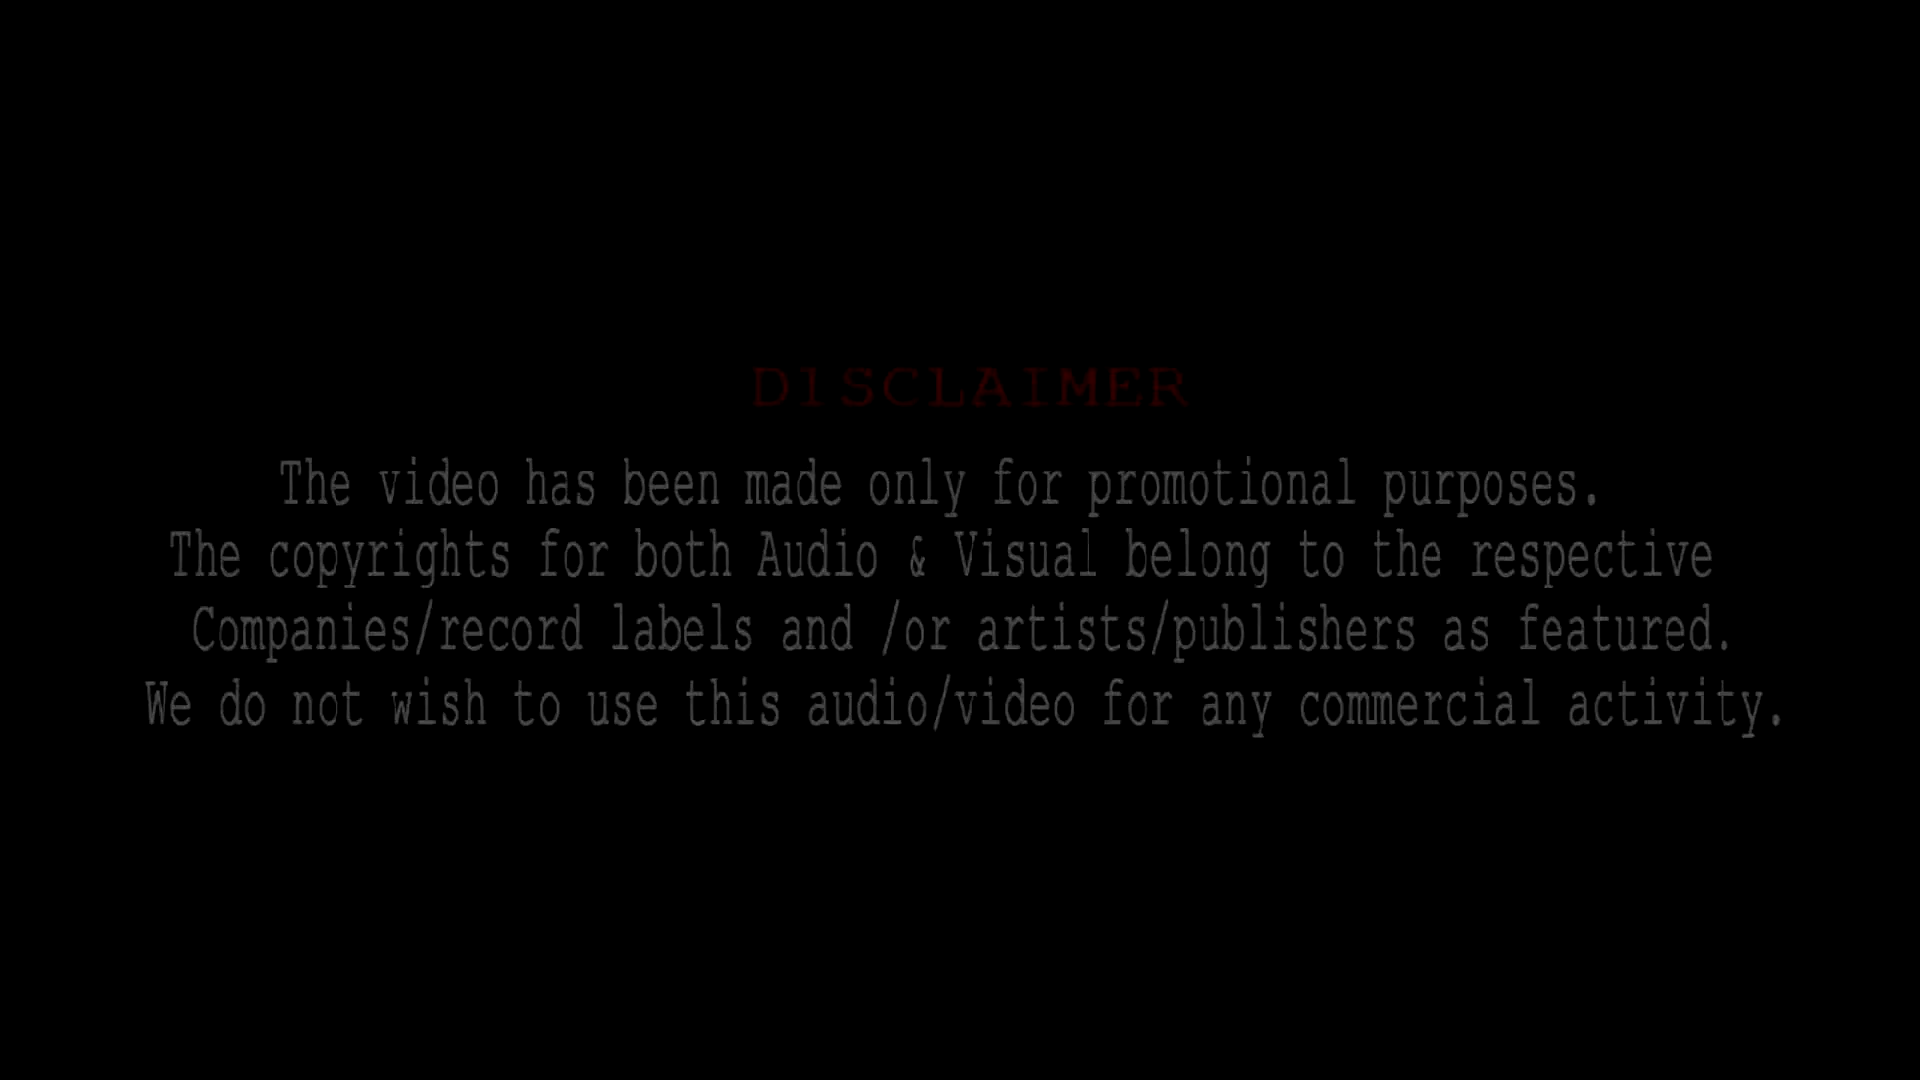 DISCLAIMER
The video has been made only for promotional purposes.
The copyrights for both Audio & Visual belong to the respective
Companies/record labels and /or artists/publishers as featured.
We do not wish to use this audio/video for any commercial activity.